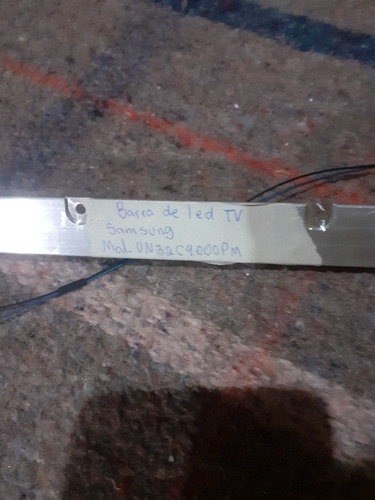 Barra de led TV
Samsung
Mod. UN32C4000PM